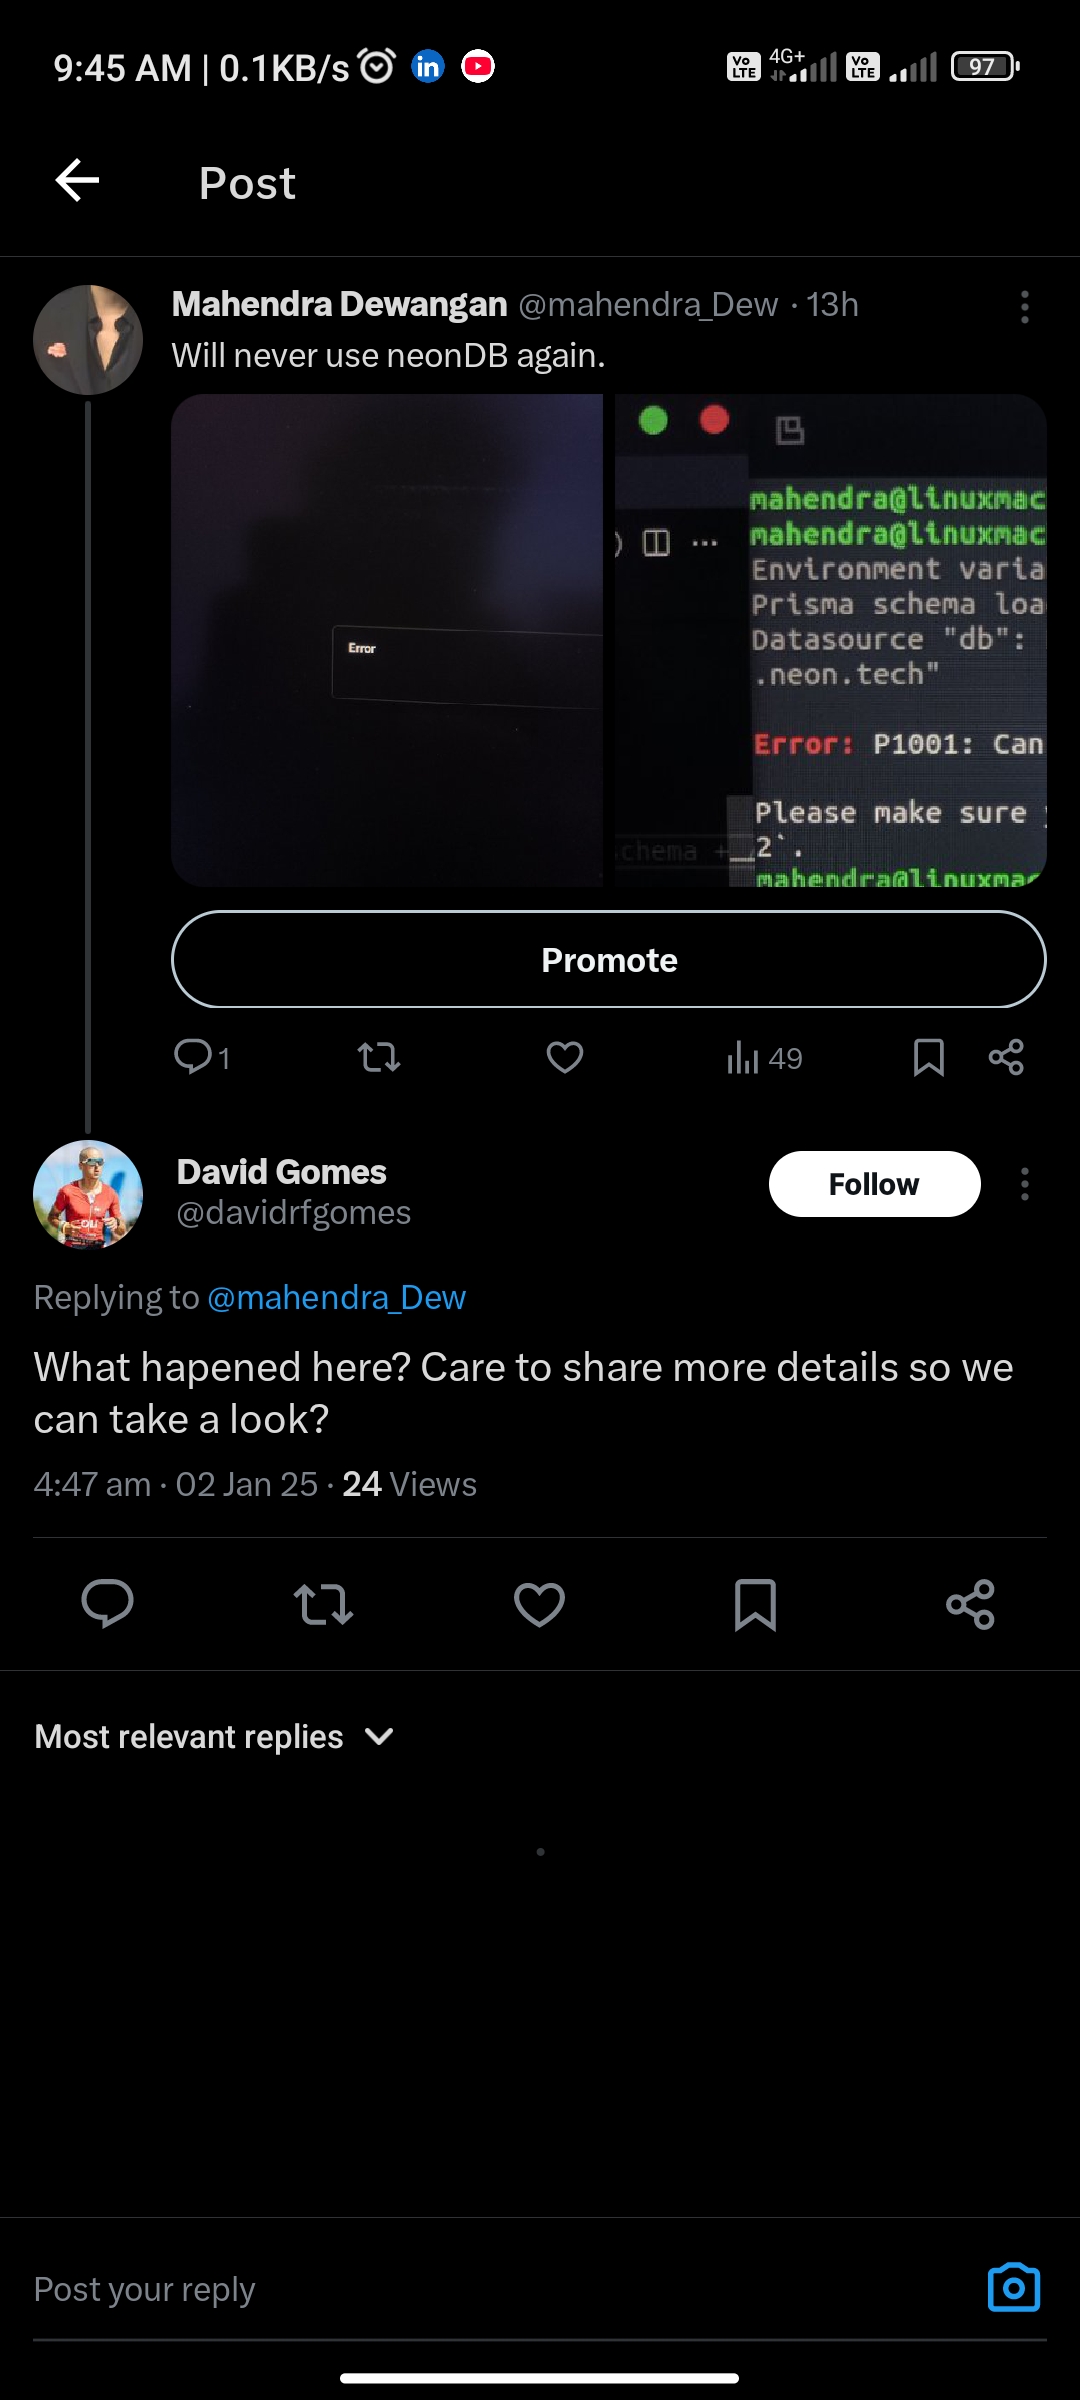 9:45 AM | 0.1KB/s
Vo LTE 4G+ Vo LTE 97
Post
Mahendra Dewangan @mahendra_Dew · 13h
Will never use neonDB again.
Error
mahendra@linuxmac
mahendra@linuxmac
Environment varia
Prisma schema loa
Datasource "db":
.neon.tech"
Error: P1001: Can
Please make sure
chema +
2`.
mahendra@linuxmac
Promote
1
49
David Gomes
@davidrfgomes
Follow
Replying to @mahendra_Dew
What hapened here? Care to share more details so we
can take a look?
4:47 am · 02 Jan 25 · 24 Views
Most relevant replies
Post your reply